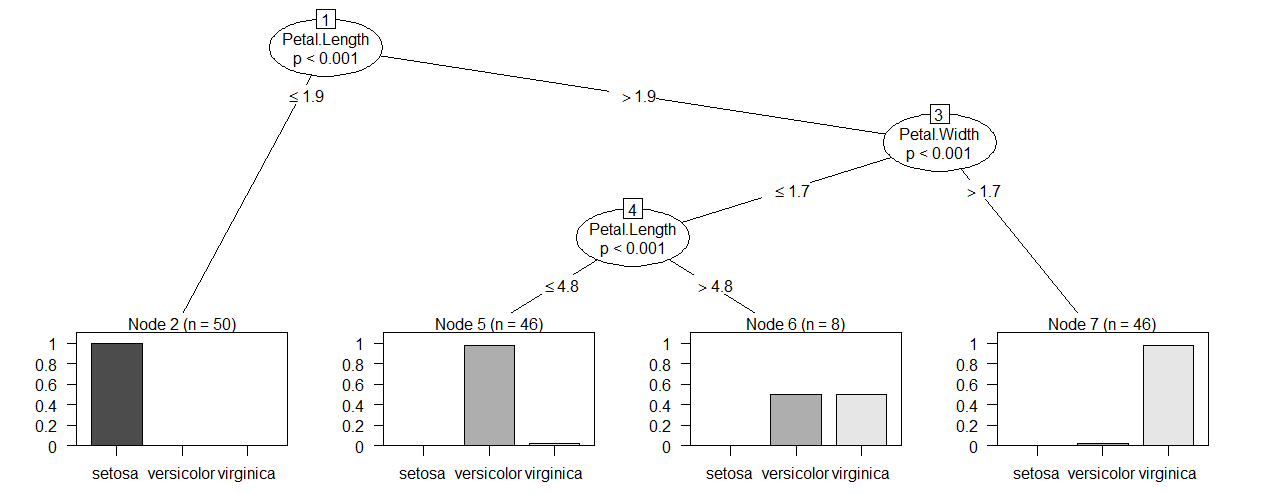 1
Petal.Length
p < 0.001
≤ 1.9
> 1.9
3
Petal.Width
p < 0.001
≤ 1.7
> 1.7
4
Petal.Length
p < 0.001
≤ 4.8
> 4.8
Node 2 (n = 50)
1
0.8
0.6
0.4
0.2
0
setosa versicolor virginica
Node 5 (n = 46)
1
0.8
0.6
0.4
0.2
0
setosa versicolor virginica
Node 6 (n = 8)
1
0.8
0.6
0.4
0.2
0
setosa versicolor virginica
Node 7 (n = 46)
1
0.8
0.6
0.4
0.2
0
setosa versicolor virginica